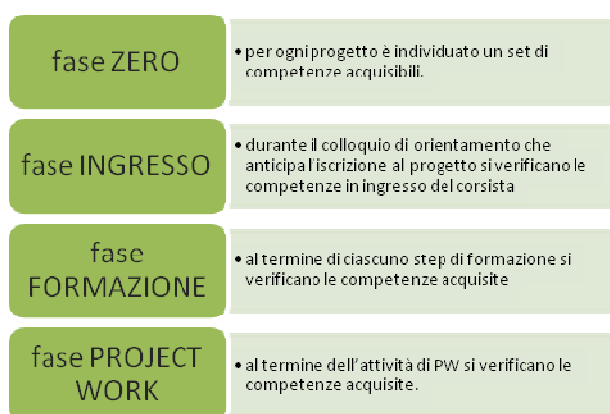 fase ZERO
• per ogni progetto è individuato un set di
competenze acquisibili.
fase INGRESSO
• durante il colloquio di orientamento che
anticipa l'iscrizione al progetto si verificano le
competenze in ingresso del corsista
fase
FORMAZIONE
• al termine di ciascuno step di formazione si
verificano le competenze acquisite
fase PROJECT
WORK
• al termine dell'attività di PW si verificano le
competenze acquisite.